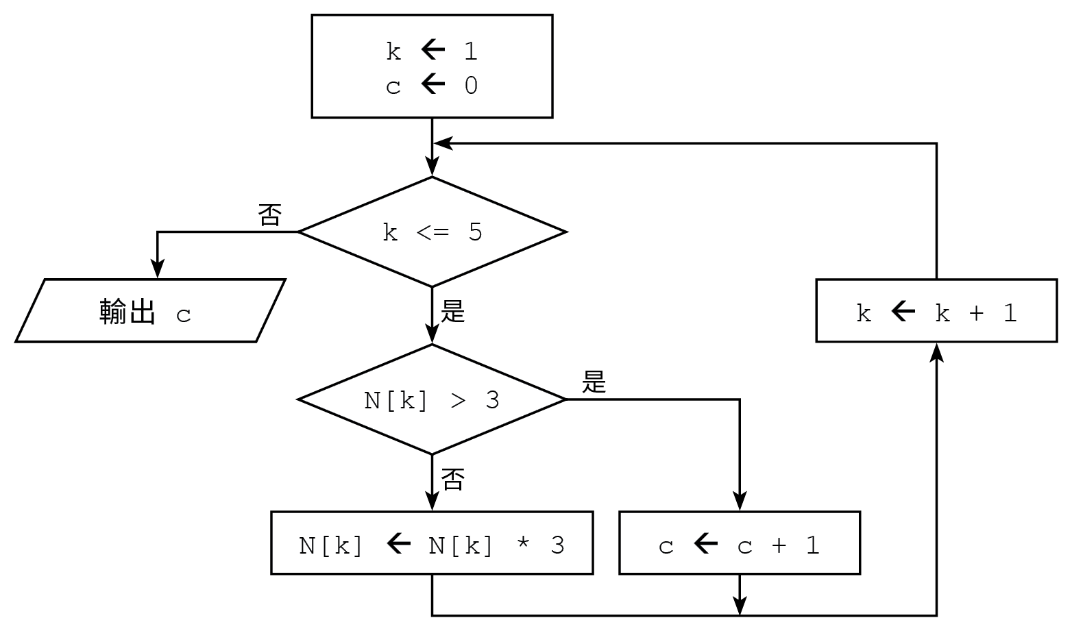 k ← 1
c ← 0
否
k <= 5
輸出 c
是
k ← k + 1
是
N[k] > 3
否
N[k] ← N[k] * 3
c ← c + 1